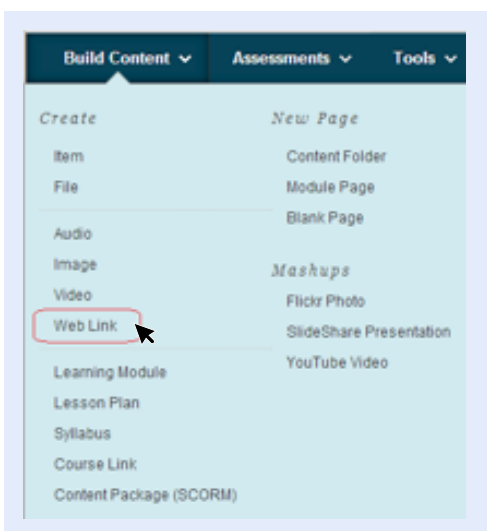 Build Content Assessments Tools
Create
Item
File
Audio
Image
Video
Web Link
Learning Module
Lesson Plan
Syllabus
Course Link
Content Package (SCORM)
New Page
Content Folder
Module Page
Blank Page
Mashups
Flickr Photo
SlideShare Presentation
YouTube Video